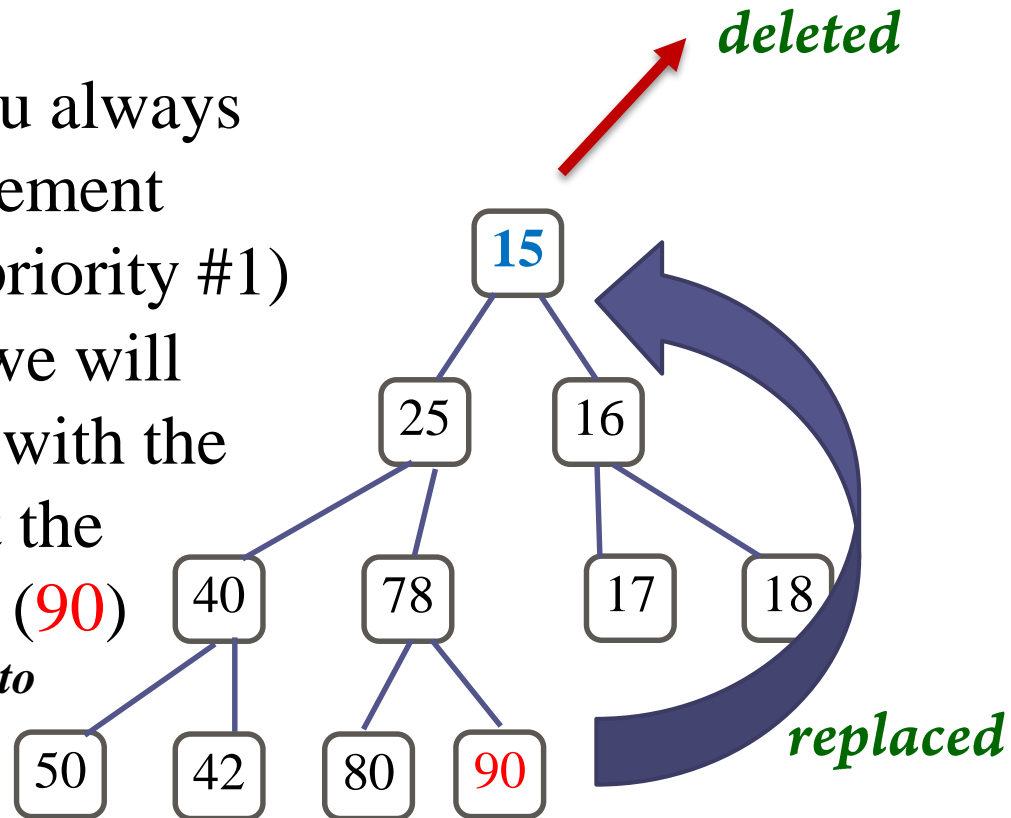 deleted
u always
ement
oriority #1)
we will
with the
t the
(90)
to
15
25 16
40 78 17 18
50 42 80 90
replaced